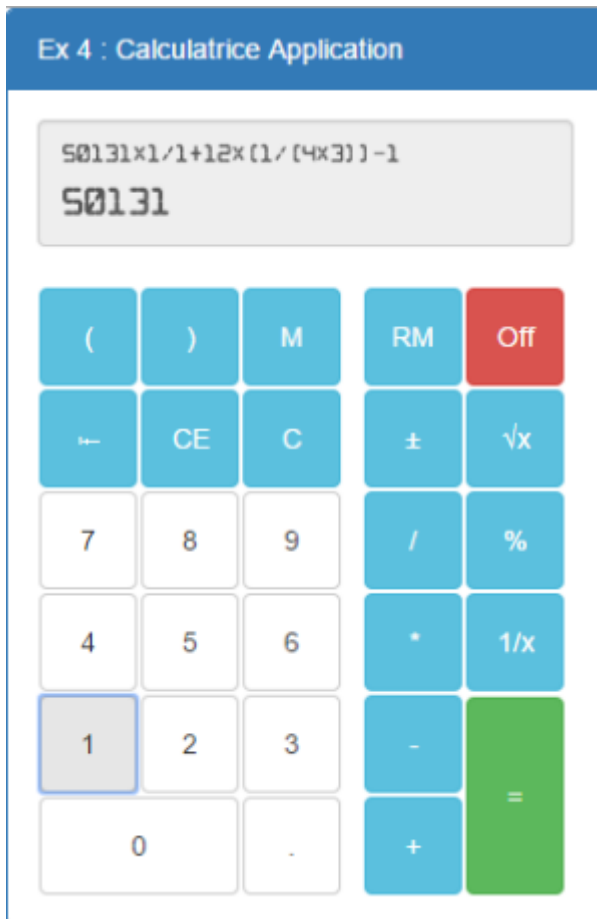 Ex 4 : Calculatrice Application
50131x1/1+12x(1/(4x3))-1
50131
( ) M RM Off
⇤ CE C ± √x
7 8 9 / %
4 5 6 * 1/x
1 2 3 -
=
0 . +